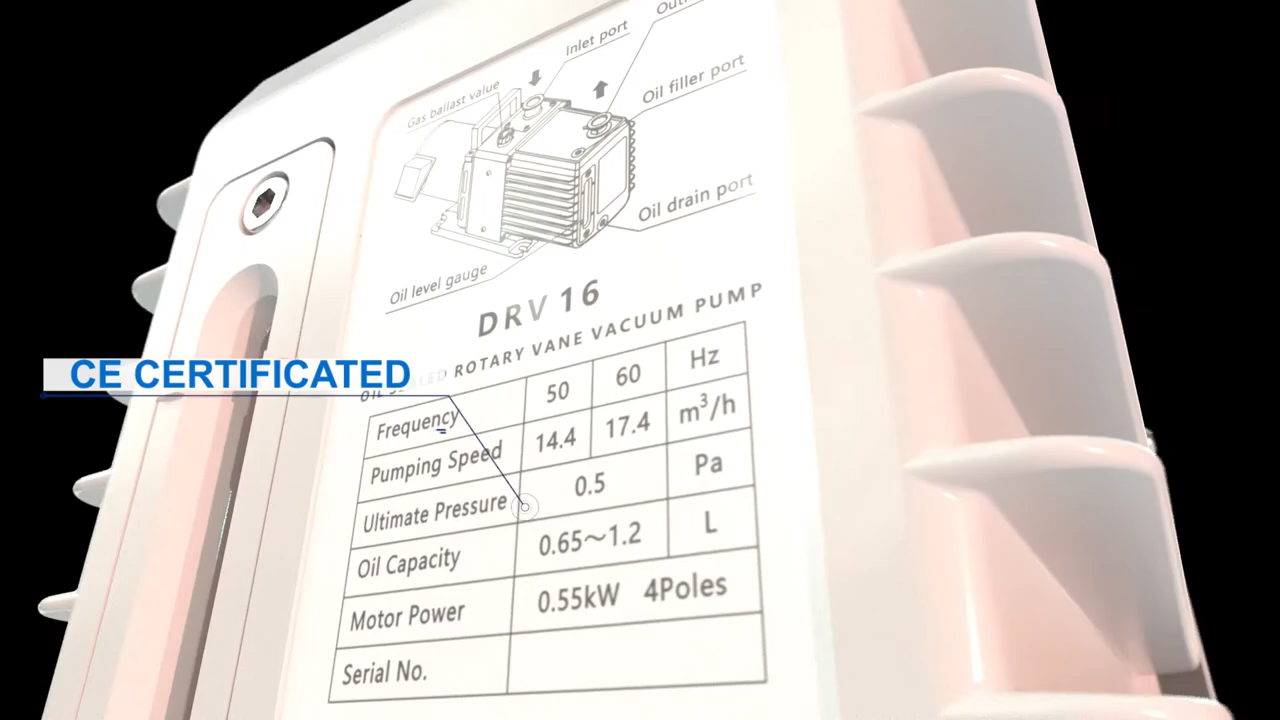 Inlet port
Gas ballast value
Oil filler port
Oil drain port
Oil level gauge
DRV 16
ROTARY VANE VACUUM PUMP
CE CERTIFICATED
Frequency 50 60 Hz
Pumping Speed 14.4 17.4 m³/h
Ultimate Pressure 0.5 Pa
Oil Capacity 0.65～1.2 L
Motor Power 0.55kW 4Poles
Serial No.